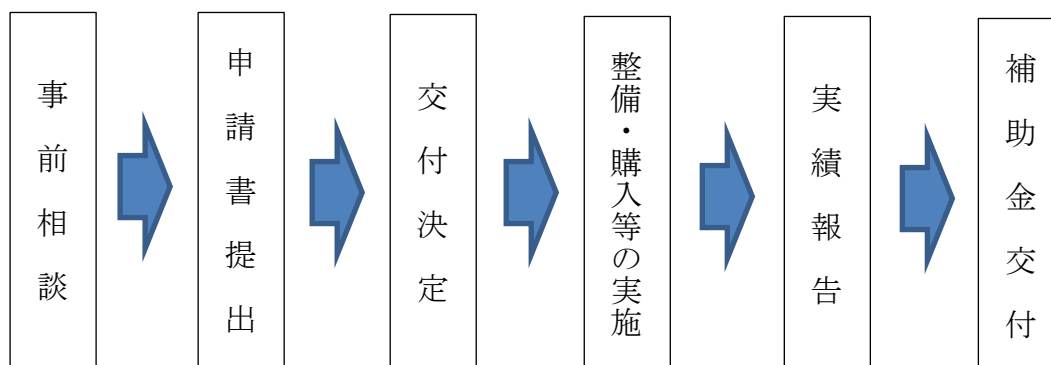 事前相談
申請書提出
交付決定
整備・購入等の実施
実績報告
補助金交付